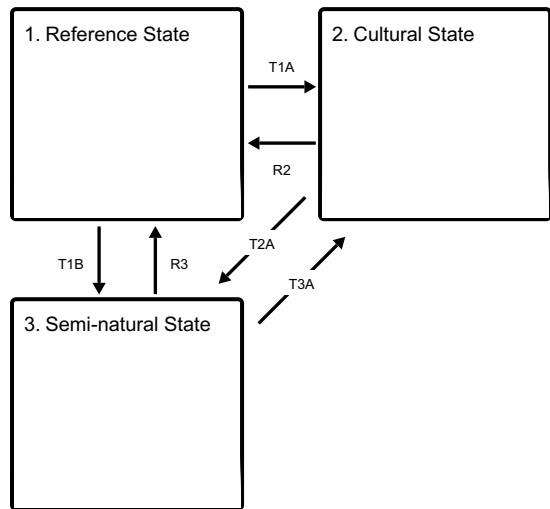 1. Reference State
2. Cultural State
T1A
R2
T2A
T1B
R3
T3A
3. Semi-natural State